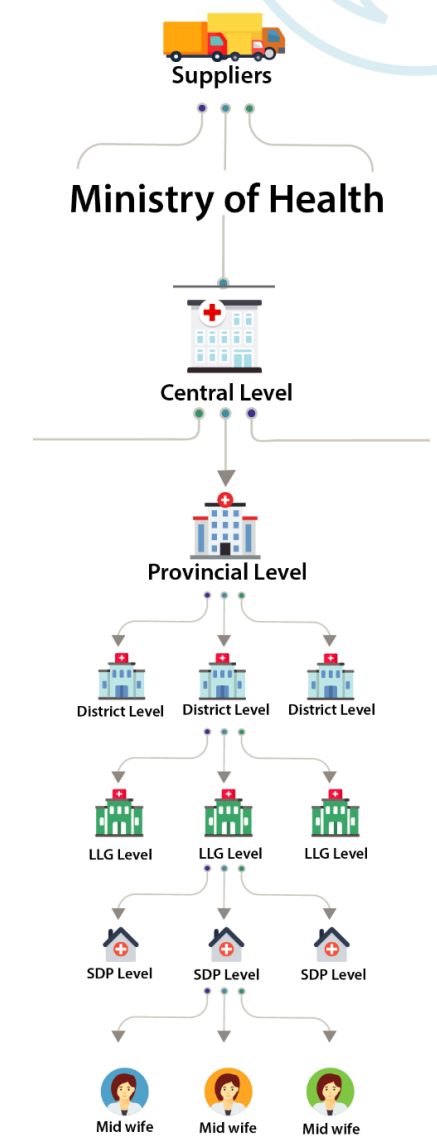 Suppliers
Ministry of Health
Central Level
Provincial Level
District Level District Level District Level
LLG Level LLG Level LLG Level
SDP Level SDP Level SDP Level
Mid wife Mid wife Mid wife